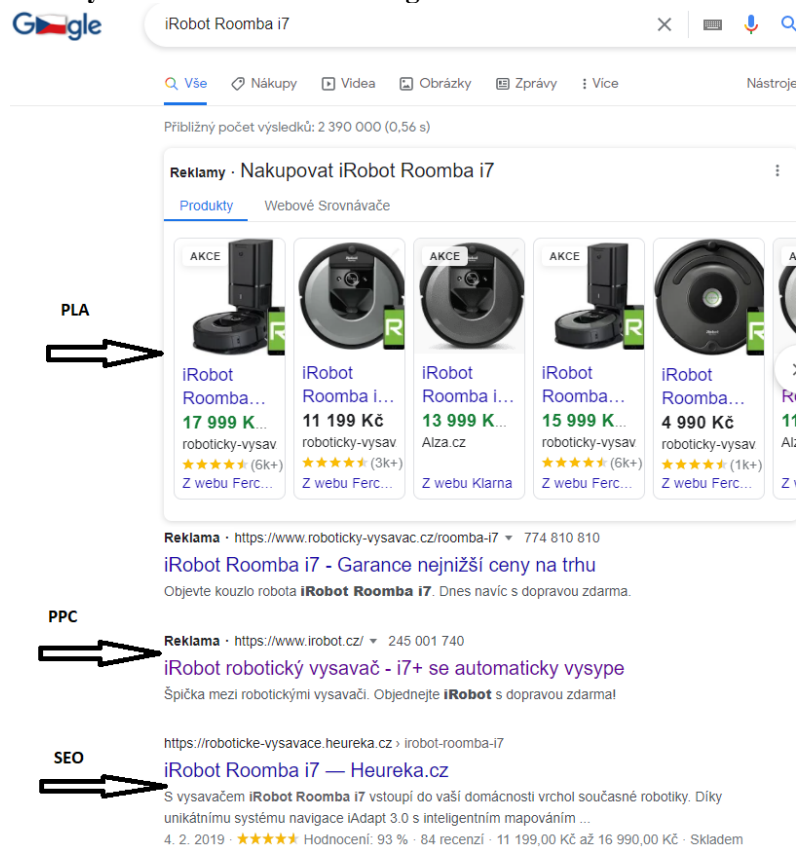 Google
iRobot Roomba i7
Vše Nákupy Videa Obrázky Zprávy Více Nástroje
Přibližný počet výsledků: 2 390 000 (0,56 s)
Reklamy · Nakupovat iRobot Roomba i7
Produkty Webové Srovnávače
PLA
AKCE
iRobot
Roomba...
17 999 K...
roboticky-vysav
(6k+)
Z webu Ferc...
iRobot
Roomba i...
11 199 Kč
roboticky-vysav
(3k+)
Z webu Ferc...
AKCE
iRobot
Roomba i...
13 999 K...
Alza.cz
Z webu Klarna
AKCE
iRobot
Roomba...
15 999 K...
roboticky-vysav
(6k+)
Z webu Ferc...
iRobot
Roomba...
4 990 Kč
roboticky-vysav
(1k+)
Z webu Ferc...
Reklama · https://www.roboticky-vysavac.cz/roomba-i7 774 810 810
iRobot Roomba i7 - Garance nejnižší ceny na trhu
Objevte kouzlo robota iRobot Roomba i7. Dnes navíc s dopravou zdarma.
PPC
Reklama · https://www.irobot.cz/ 245 001 740
iRobot robotický vysavač - i7+ se automaticky vysype
Špička mezi robotickými vysavači. Objednejte iRobot s dopravou zdarma!
SEO
https://roboticke-vysavace.heureka.cz › irobot-roomba-i7
iRobot Roomba i7 — Heureka.cz
S vysavačem iRobot Roomba i7 vstoupí do vaší domácnosti vrchol současné robotiky. Díky
unikátnímu systému navigace iAdapt 3.0 s inteligentním mapováním ...
4. 2. 2019 · ★★★★★ Hodnocení: 93 % · 84 recenzí · 11 199,00 Kč až 16 990,00 Kč · Skladem